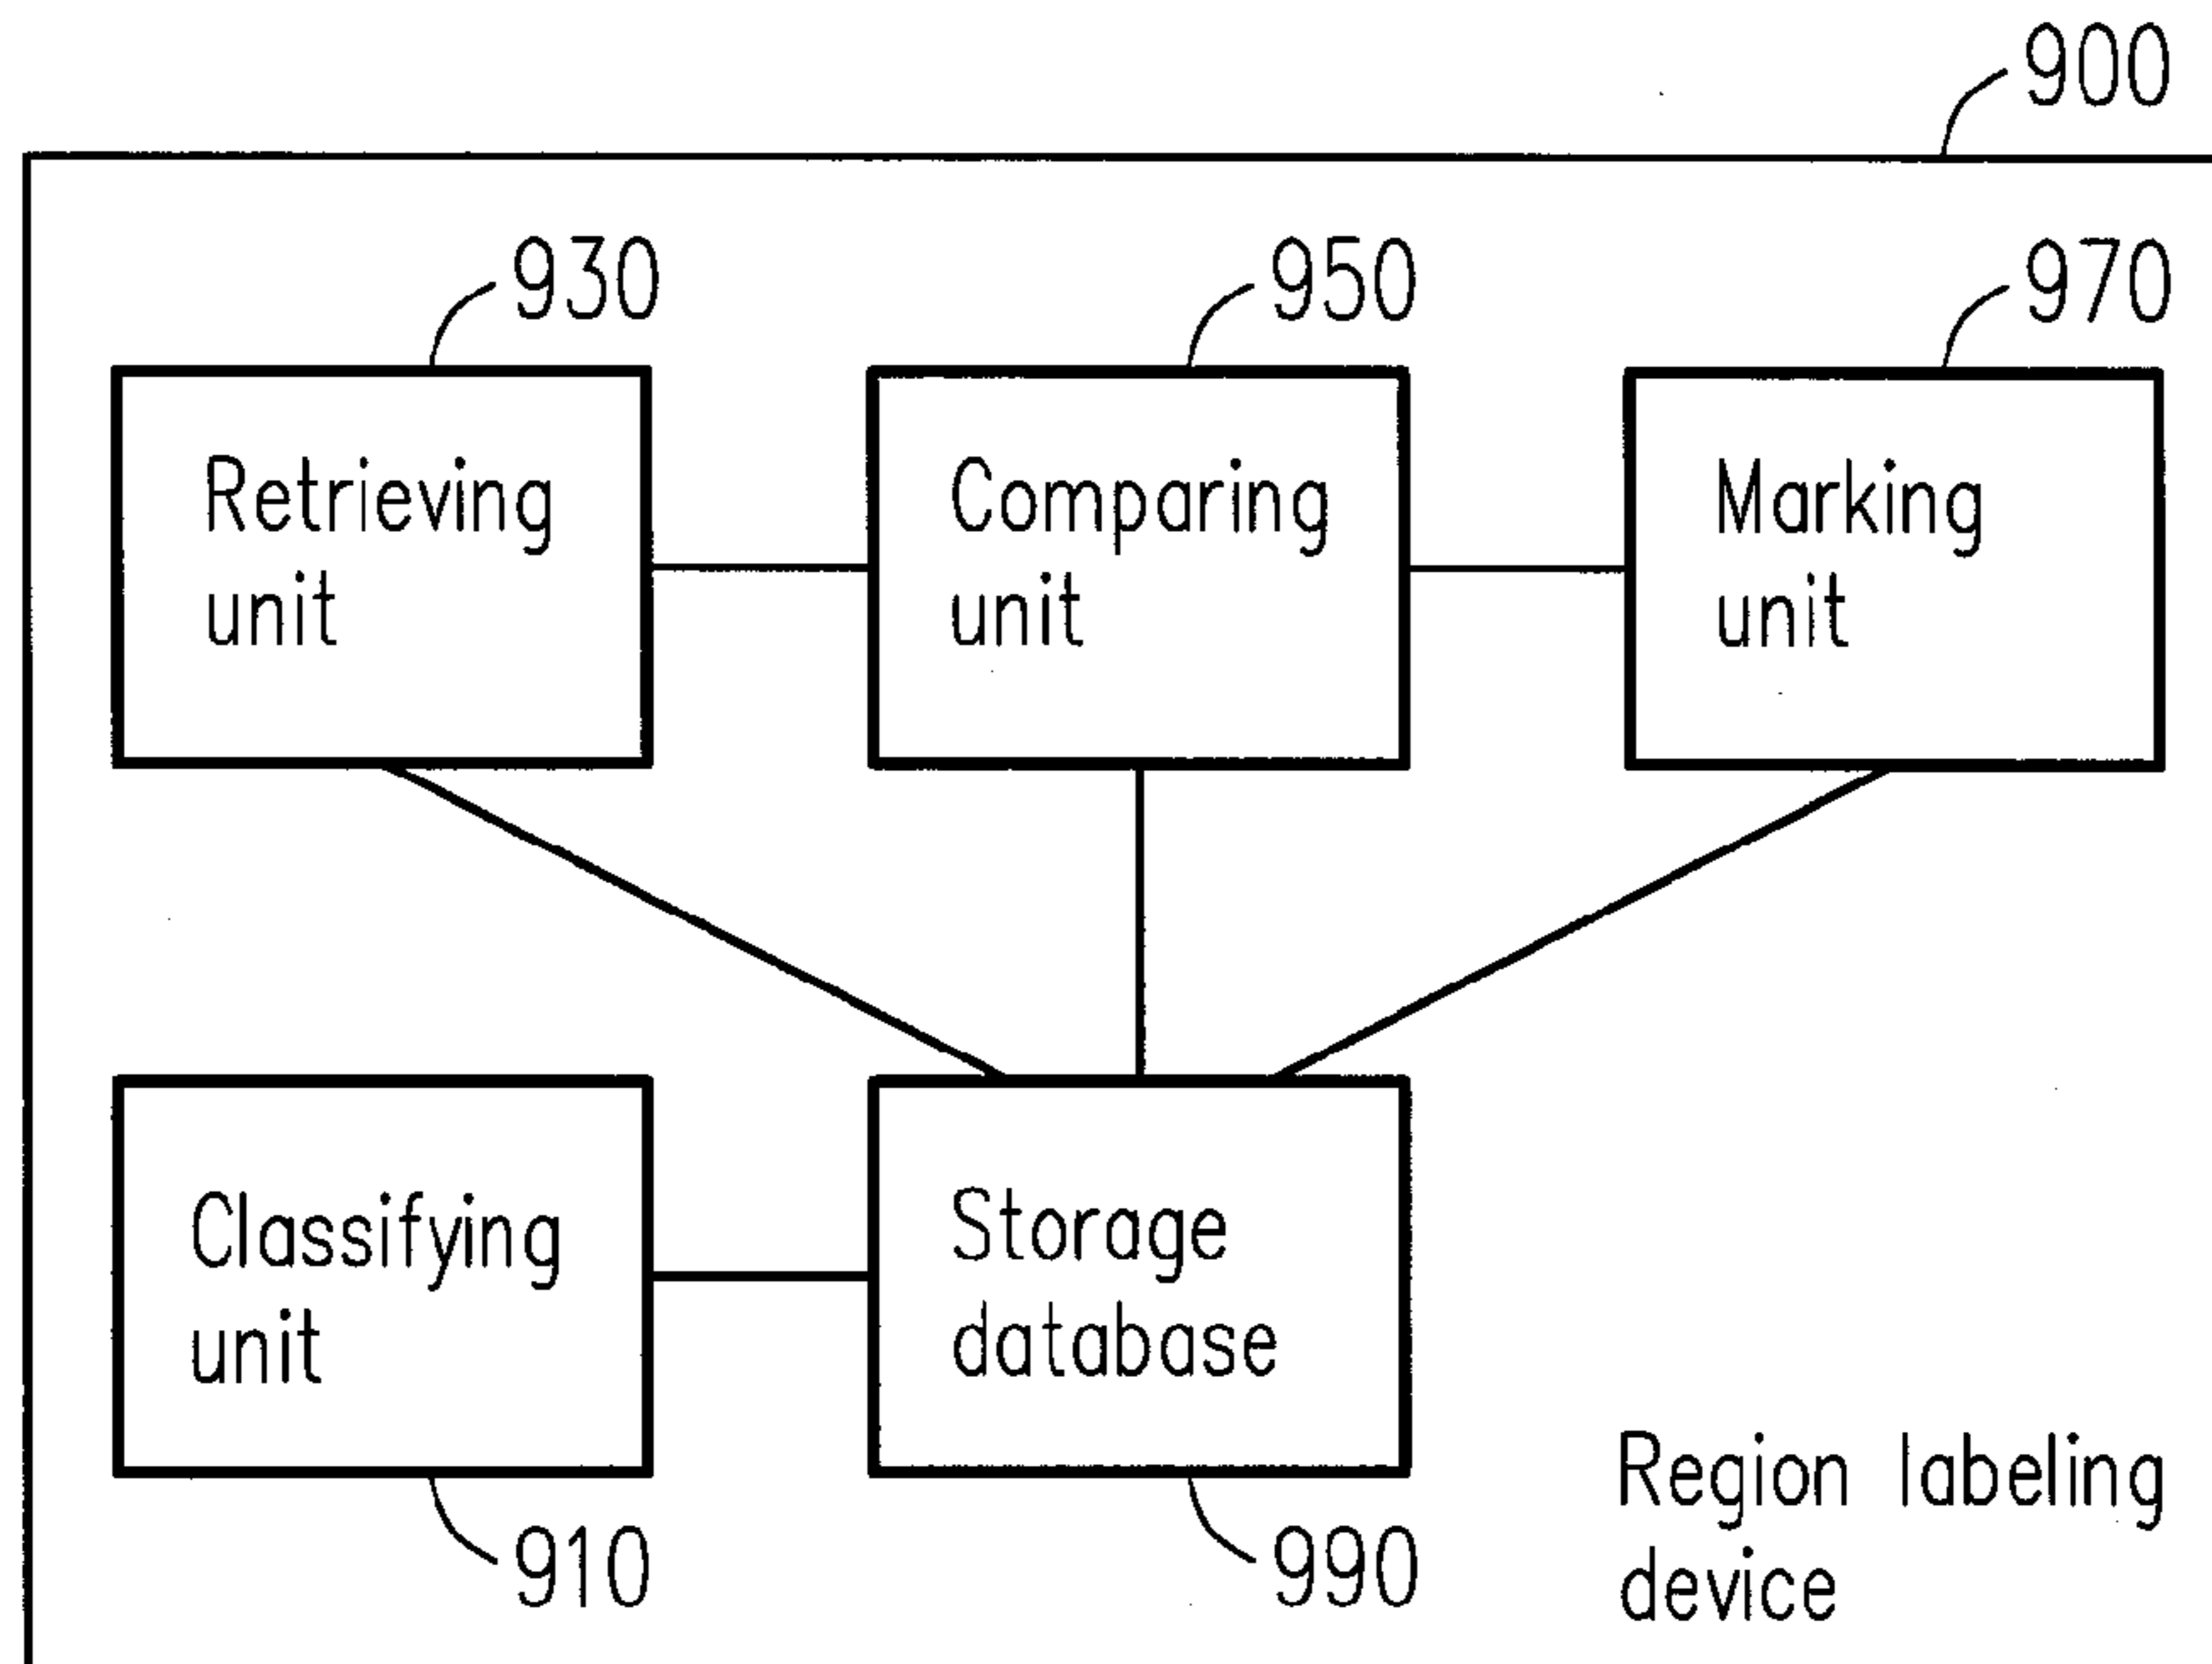 900
930
950
970
Retrieving
unit
Comparing
unit
Marking
unit
Classifying
unit
Storage
database
Region labeling
device
910
990